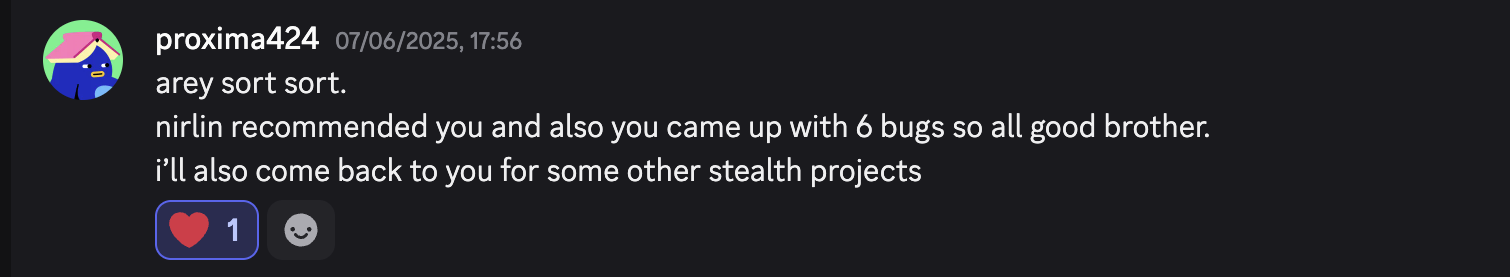 proxima424 07/06/2025, 17:56
arey sort sort.
nirlin recommended you and also you came up with 6 bugs so all good brother.
i’ll also come back to you for some other stealth projects
1